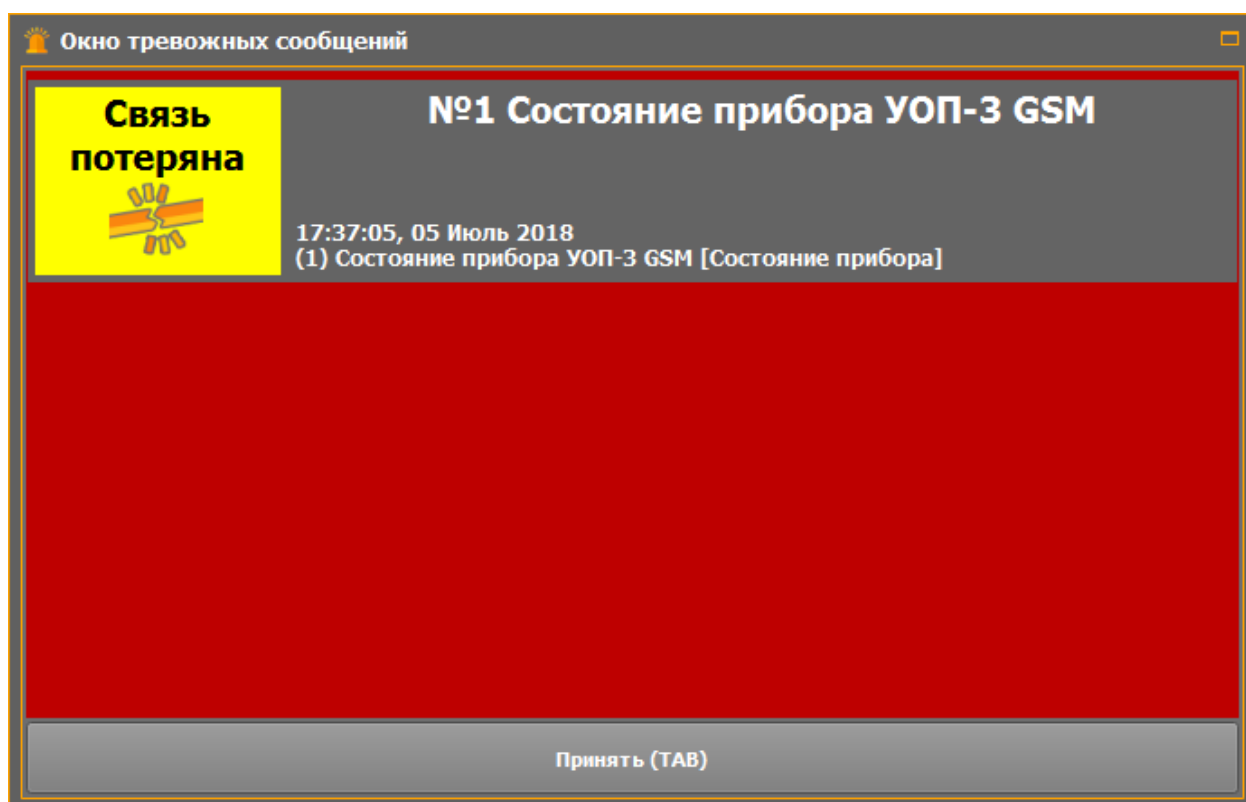 Окно тревожных сообщений
Связь
потеряна
№1 Состояние прибора УОП-3 GSM
17:37:05, 05 Июль 2018
(1) Состояние прибора УОП-3 GSM [Состояние прибора]
Принять (TAB)